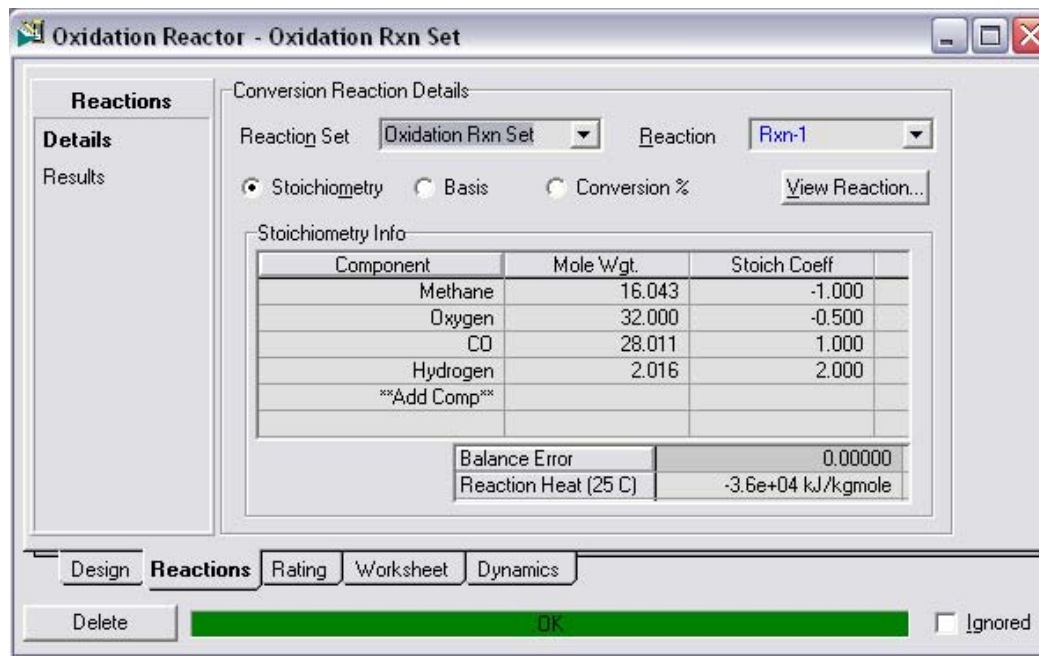 Oxidation Reactor - Oxidation Rxn Set
Reactions
Details
Results
Conversion Reaction Details
Reaction Set Oxidation Rxn Set Reaction Rxn-1
Stoichiometry Basis Conversion % View Reaction...
Stoichiometry Info
Component Mole Wgt. Stoich Coeff
Methane 16.043 -1.000
Oxygen 32.000 -0.500
CO 28.011 1.000
Hydrogen 2.016 2.000
**Add Comp**
Balance Error 0.00000
Reaction Heat (25 C) -3.6e+04 kJ/kgmole
Design Reactions Rating Worksheet Dynamics
Delete OK Ignored